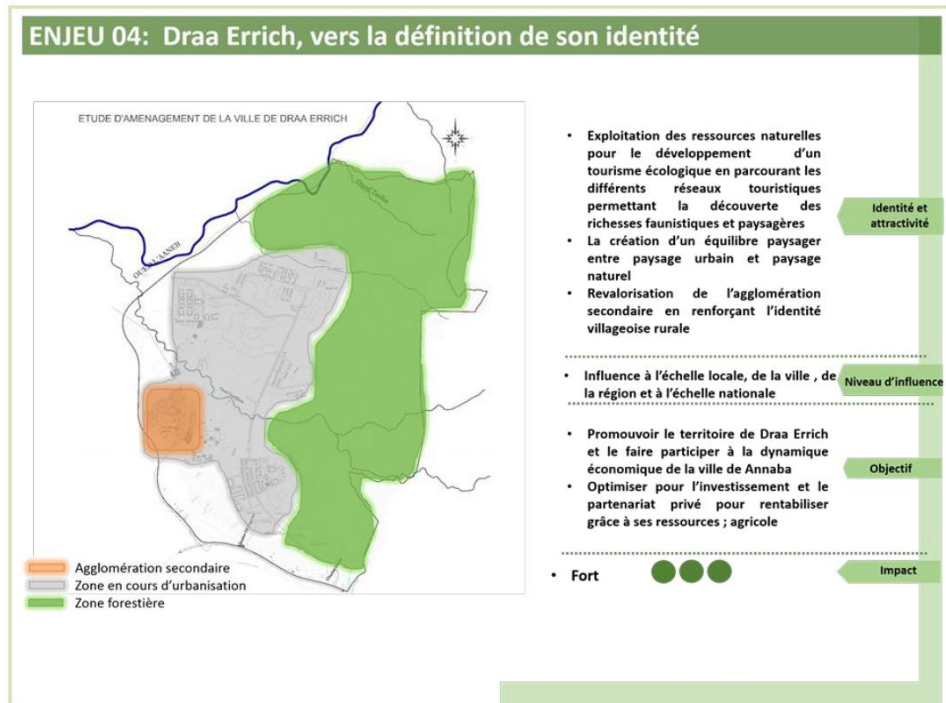 ENJEU 04: Draa Errich, vers la définition de son identité
ETUDE D'AMENAGEMENT DE LA VILLE DE DRAA ERRICH
• Exploitation des ressources naturelles
pour le développement d'un
tourisme écologique en parcourant les
différents réseaux touristiques
permettant la découverte des
richesses faunistiques et paysagères
• La création d'un équilibre paysager
entre paysage urbain et paysage
naturel
• Revalorisation de l'agglomération
secondaire en renforçant l'identité
villageoise rurale
Identité et
attractivité
• Influence à l'échelle locale, de la ville , de
la région et à l'échelle nationale
Niveau d'influence
• Promouvoir le territoire de Draa Errich
et le faire participer à la dynamique
économique de la ville de Annaba
• Optimiser pour l'investissement et le
partenariat privé pour rentabiliser
grâce à ses ressources ; agricole
Objectif
• Fort
Impact
Agglomération secondaire
Zone en cours d'urbanisation
Zone forestière